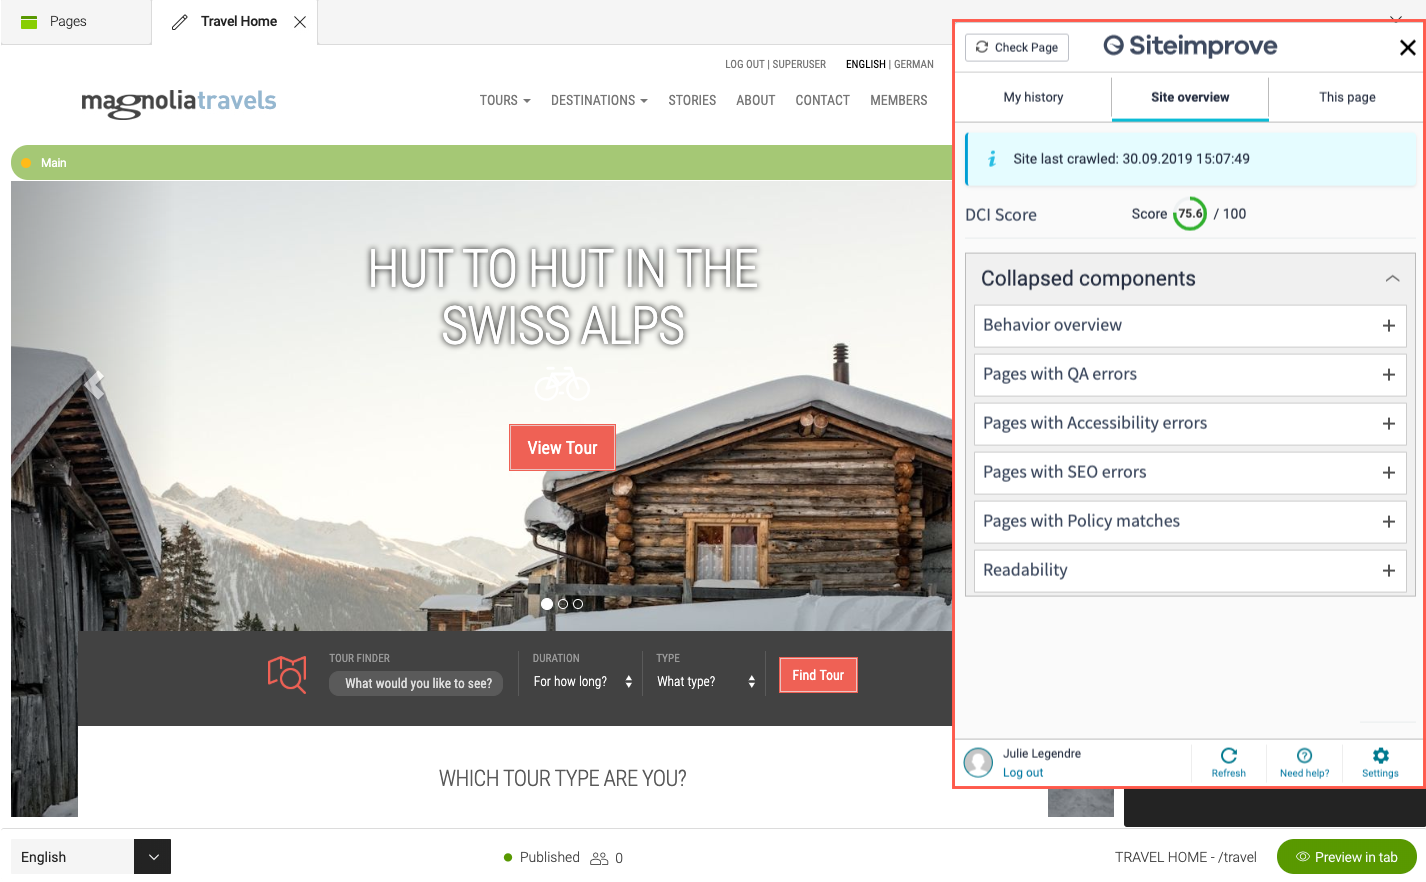 Pages
Travel Home
LOG OUT | SUPERUSER ENGLISH | GERMAN
magnoliatravels
TOURS DESTINATIONS STORIES ABOUT CONTACT MEMBERS
Main
HUT TO HUT IN THE
SWISS ALPS
View Tour
TOUR FINDER
What would you like to see?
DURATION
For how long?
TYPE
What type?
Find Tour
WHICH TOUR TYPE ARE YOU?
Check Page
Siteimprove
My history
Site overview
This page
Site last crawled: 30.09.2019 15:07:49
DCI Score
Score 75.6 / 100
Collapsed components
Behavior overview
Pages with QA errors
Pages with Accessibility errors
Pages with SEO errors
Pages with Policy matches
Readability
Julie Legendre
Log out
Refresh
Need help?
Settings
English
Published 0
TRAVEL HOME - /travel
Preview in tab